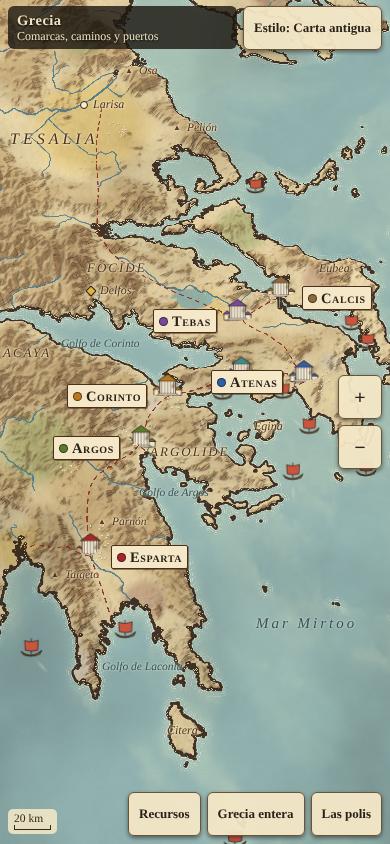 Grecia
Comarcas, caminos y puertos
Estilo: Carta antigua
Osa
Larisa
TESALIA
Pelión
FÓCIDE
Eubea
Delfos
Calcis
Tebas
Golfo de Corinto
ACAYA
Atenas
Corinto
+
Egina
Argos
ARGÓLIDE
−
Golfo de Argos
Parnón
Esparta
Taigeto
Mar Mirtoo
Golfo de Laconia
Citera
20 km
Recursos
Grecia entera
Las polis